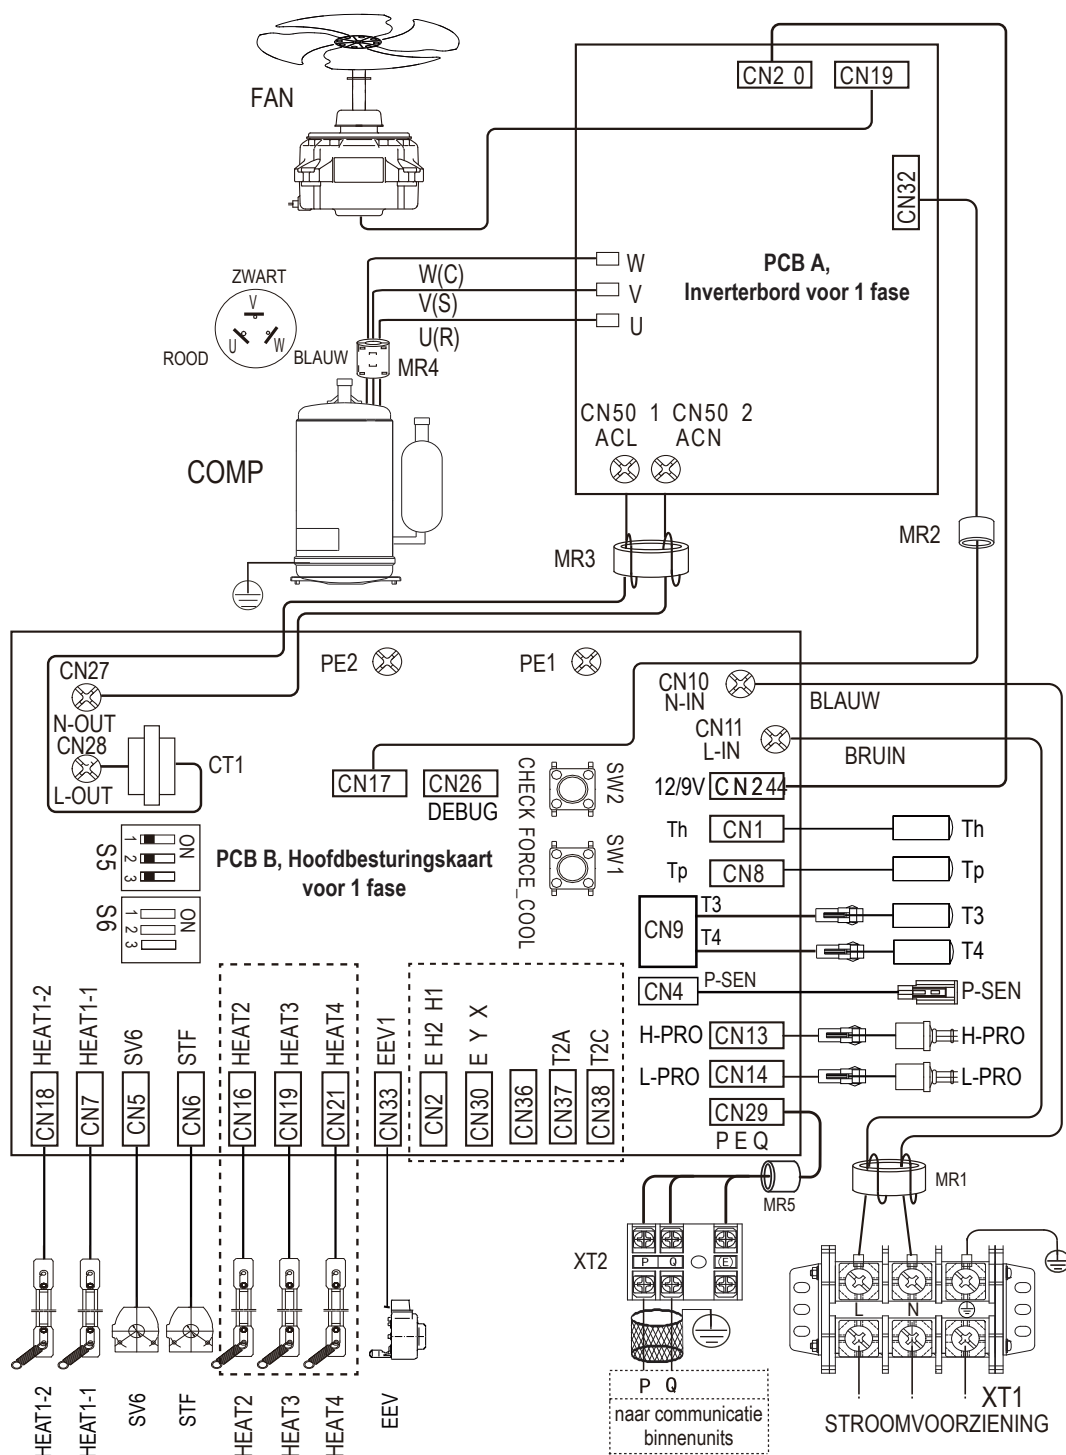 FAN
CN2 0
CN19
CN32
PCB A,
Inverterbord voor 1 fase
W
V
U
W(C)
V(S)
U(R)
ZWART
V
U
W
ROOD
BLAUW
MR4
COMP
CN50 1
CN50 2
ACL
ACN
MR3
MR2
CN27
N-OUT
CN28
L-OUT
CT1
PE2
PE1
CN10
N-IN
BLAUW
CN11
L-IN
BRUIN
CN17
CN26
DEBUG
CHECK FORCE_COOL
SW2
SW1
12/9V
CN244
Th
CN1
Th
Tp
CN8
Tp
S5
ON
1
2
3
S6
ON
1
2
3
PCB B, Hoofdbesturingskaart
voor 1 fase
CN9
T3
T3
T4
T4
CN4
P-SEN
P-SEN
H-PRO
CN13
H-PRO
L-PRO
CN14
L-PRO
CN29
P E Q
HEAT1-2
HEAT1-1
SV6
STF
HEAT2
HEAT3
HEAT4
EEV1
E H2 H1
E Y X
T2A
T2C
CN18
CN7
CN5
CN6
CN16
CN19
CN21
CN33
CN2
CN30
CN36
CN37
CN38
MR5
MR1
XT2
P
Q
(E)
L
N
P Q
naar communicatie
binnenunits
XT1
STROOMVOORZIENING
HEAT1-2
HEAT1-1
SV6
STF
HEAT2
HEAT3
HEAT4
EEV